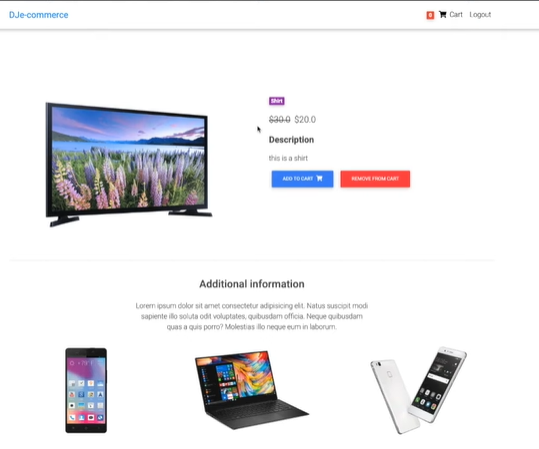 DJe-commerce
0 Cart Logout
Shirt
$30.0 $20.0
Description
this is a shirt
ADD TO CART REMOVE FROM CART
Additional information
Lorem ipsum dolor sit amet consectetur adipisicing elit. Natus suscipit modi
sapiente illo soluta odit voluptates, quibusdam officia. Neque quibusdam
quas a quis porro? Molestias illo neque eum in laborum.